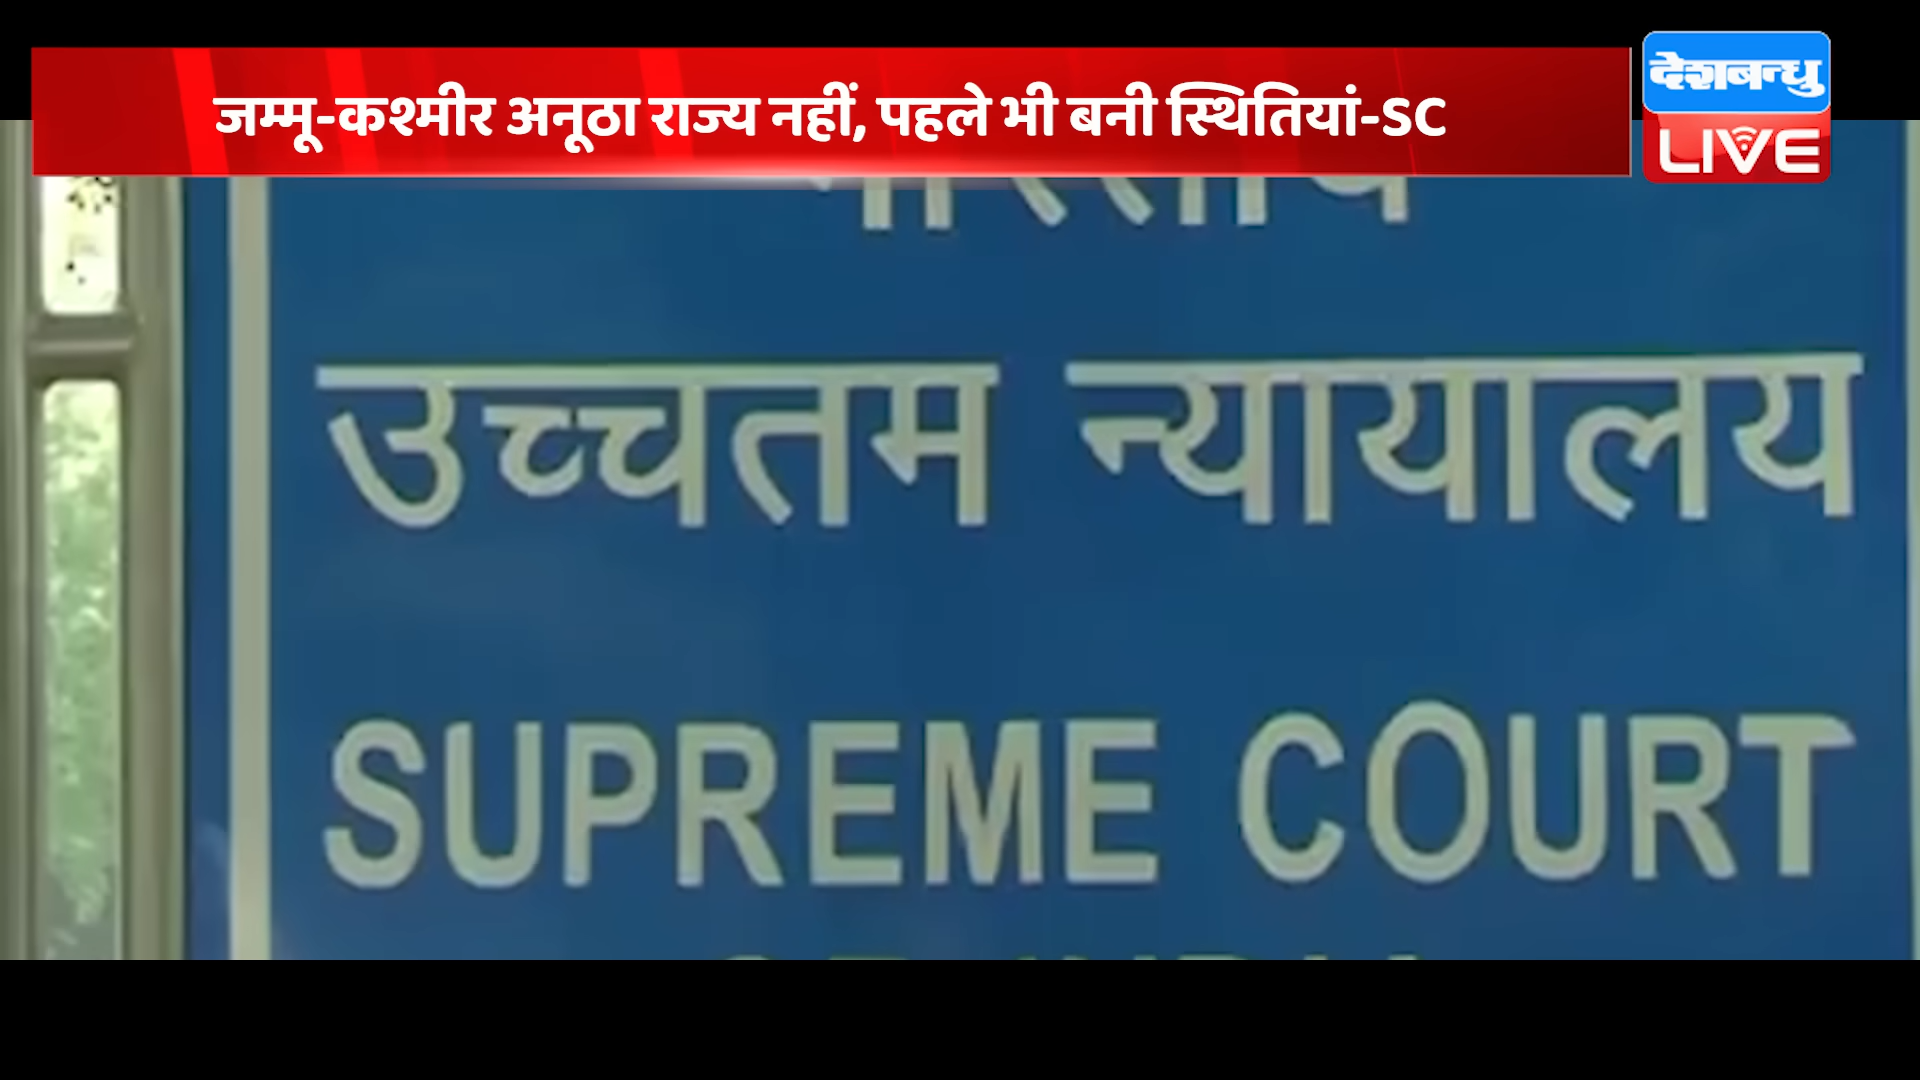 जम्मू-कश्मीर अनूठा राज्य नहीं, पहले भी बनी स्थितियां-SC
देशबन्धु
LIVE
उच्चतम न्यायालय
SUPREME COURT